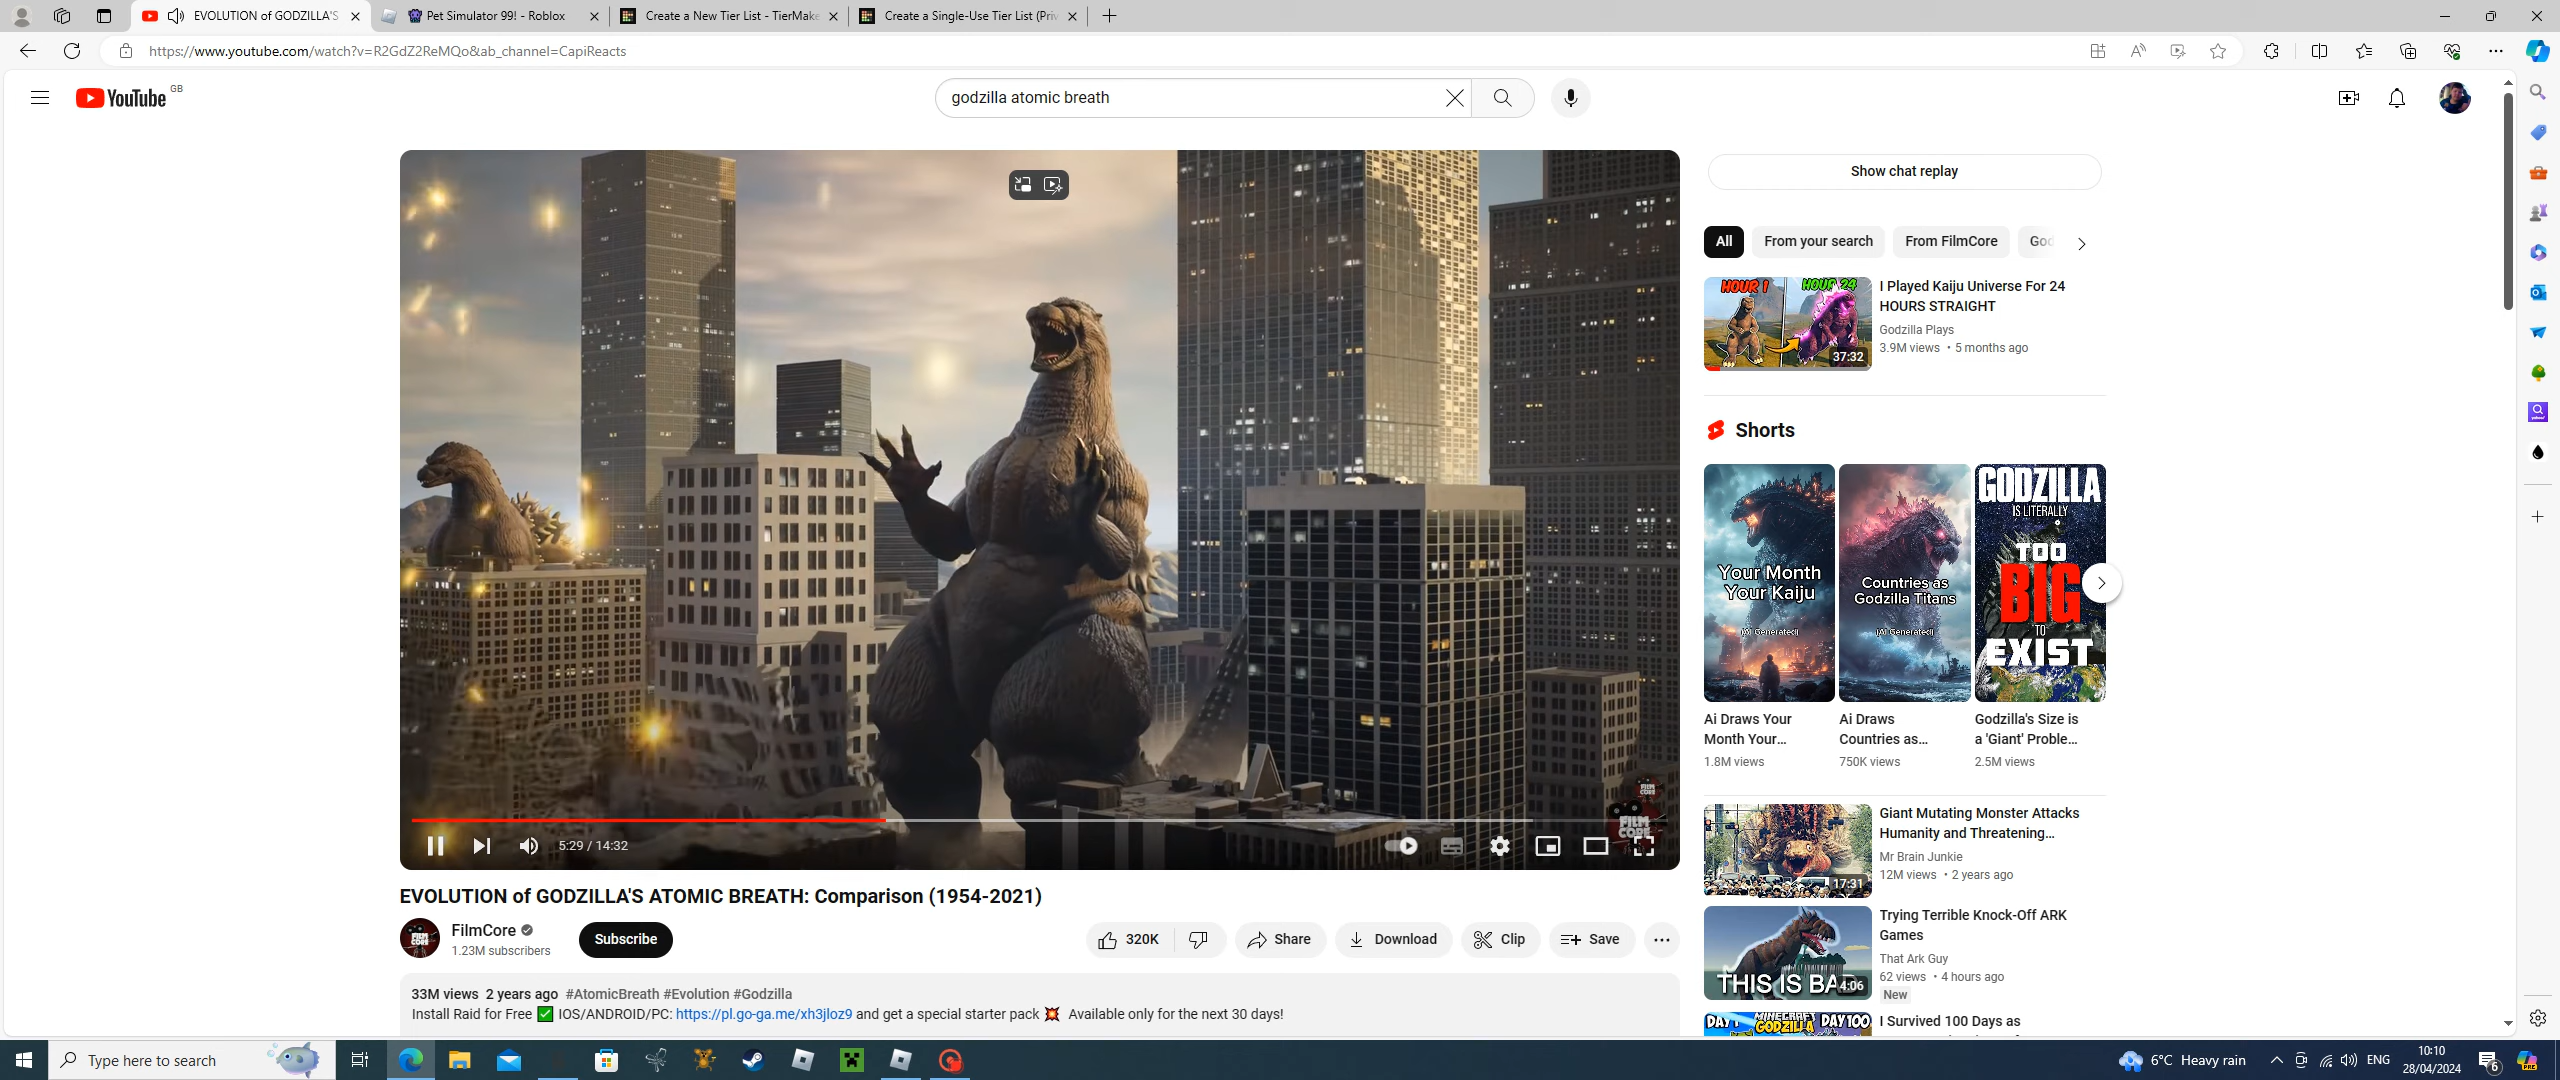 EVOLUTION of GODZILLA'S
Pet Simulator 99! - Roblox
Create a New Tier List - TierMake
Create a Single-Use Tier List (Priv
https://www.youtube.com/watch?v=R2GdZ2ReMQo&ab_channel=CapiReacts
YouTube GB
godzilla atomic breath
Show chat replay
All
From your search
From FilmCore
God
HOUR 1
HOUR 24
37:32
I Played Kaiju Universe For 24
HOURS STRAIGHT
Godzilla Plays
3.9M views • 5 months ago
Shorts
Your Month
Your Kaiju
(AI Generated)
Countries as
Godzilla Titans
(AI Generated)
GODZILLA
IS LITERALLY
TOO
BIG
TO
EXIST
Ai Draws Your
Month Your...
1.8M views
Ai Draws
Countries as...
750K views
Godzilla's Size is
a 'Giant' Proble...
2.5M views
FILM
CORE
5:29 / 14:32
EVOLUTION of GODZILLA'S ATOMIC BREATH: Comparison (1954-2021)
FilmCore
1.23M subscribers
Subscribe
320K
Share
Download
Clip
Save
33M views 2 years ago #AtomicBreath #Evolution #Godzilla
Install Raid for Free ✅ IOS/ANDROID/PC: https://pl.go-ga.me/xh3jloz9 and get a special starter pack 💥 Available only for the next 30 days!
17:31
Giant Mutating Monster Attacks
Humanity and Threatening...
Mr Brain Junkie
12M views • 2 years ago
THIS IS BA
4:06
Trying Terrible Knock-Off ARK
Games
That Ark Guy
62 views • 4 hours ago
New
DAY 1
MINECRAFT
GODZILLA
DAY 100
I Survived 100 Days as
Type here to search
6°C Heavy rain
ENG
10:10
28/04/2024
6